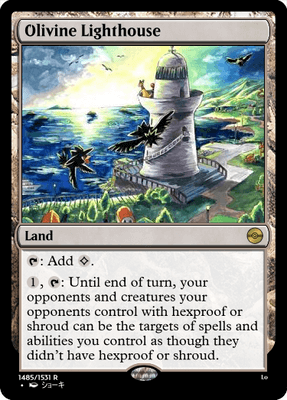 Olivine Lighthouse
Land
: Add .
1, : Until end of turn, your
opponents and creatures your
opponents control with hexproof or
shroud can be the targets of spells and
abilities you control as though they
didn't have hexproof or shroud.
1485/1531 R
Lo
• ショーキ